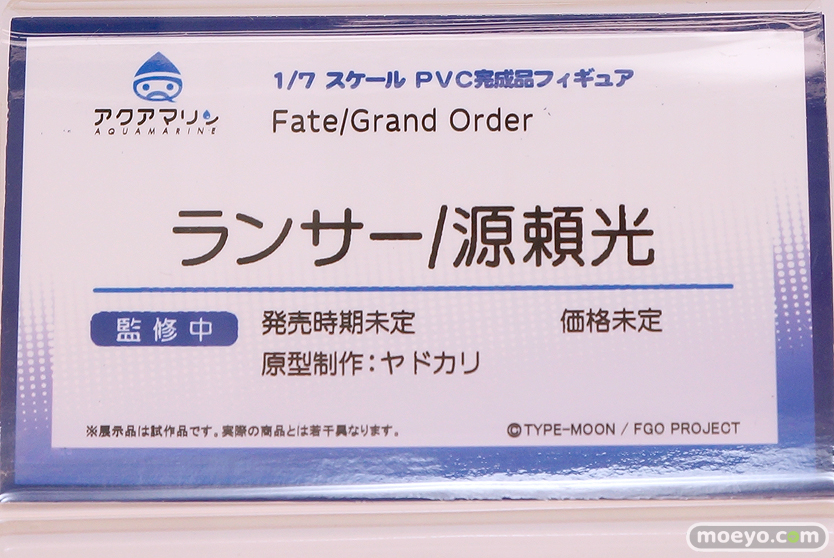 アクアマリン
AQUAMARINE
1/7 スケール PVC完成品フィギュア
Fate/Grand Order
ランサー/源頼光
監修中
発売時期未定 価格未定
原型制作：ヤドカリ
※展示品は試作品です。実際の商品とは若干異なります。
©TYPE-MOON / FGO PROJECT
moeyo.com